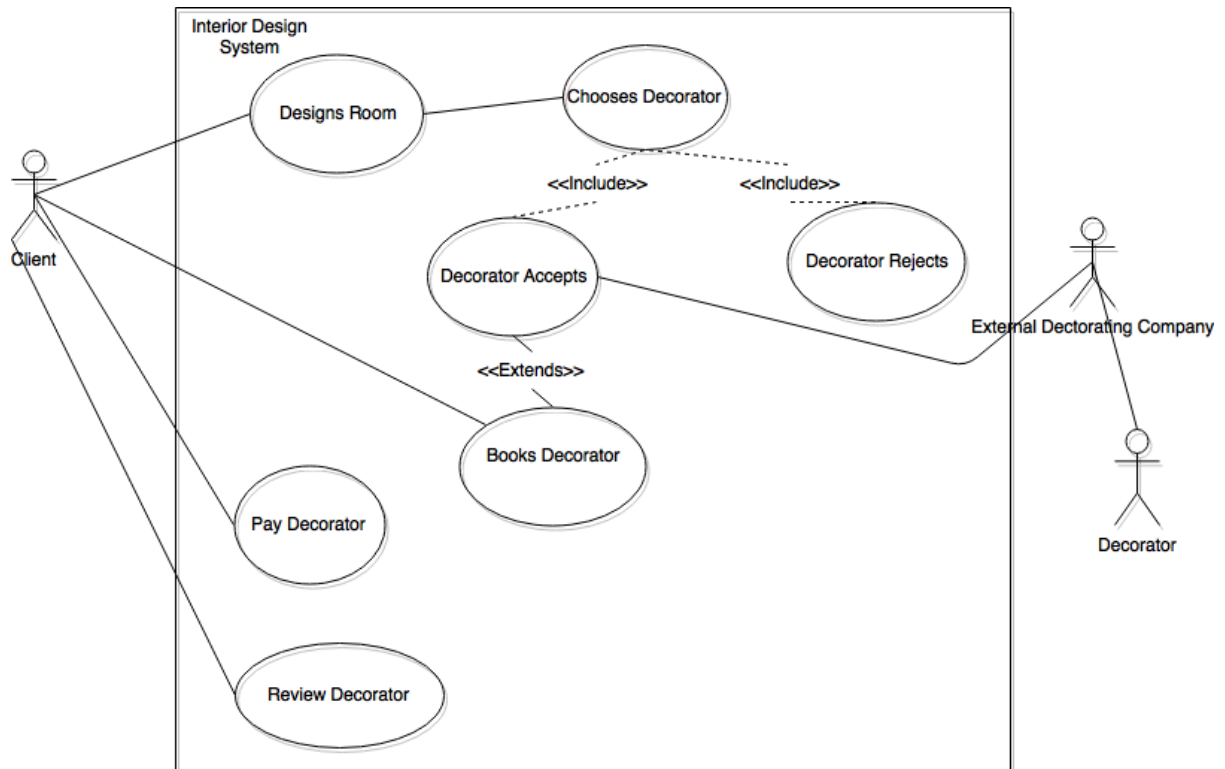 Interior Design
System
Designs Room
Chooses Decorator
<<Include>>
<<Include>>
Client
Decorator Accepts
Decorator Rejects
External Dectorating Company
<<Extends>>
Books Decorator
Pay Decorator
Decorator
Review Decorator